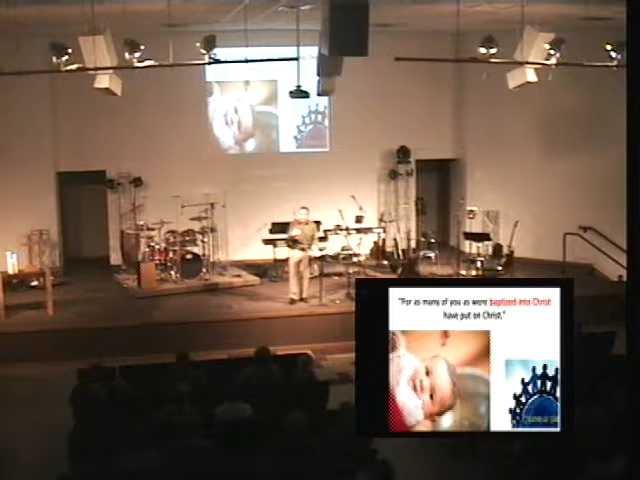 "For as many of you as were baptized into Christ
have put on Christ."